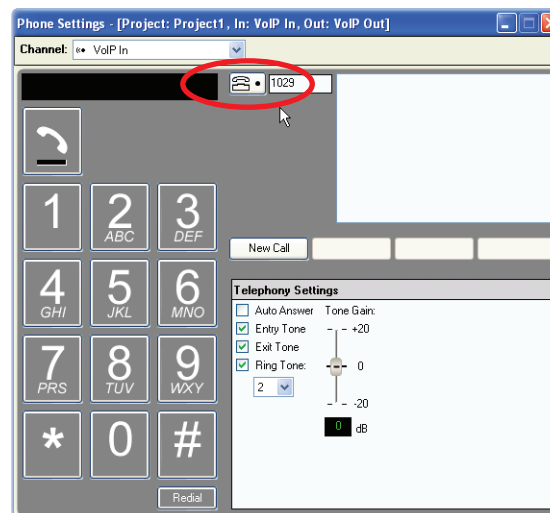 Phone Settings - [Project: Project1, In: VoIP In, Out: VoIP Out]
Channel: VoIP In
1029
1 2 ABC 3 DEF
New Call
4 GHI 5 JKL 6 MNO
Telephony Settings
Auto Answer Tone Gain:
Entry Tone +20
Exit Tone
Ring Tone: 0
2
-20
0 dB
7 PRS 8 TUV 9 WXY
* 0 #
Redial